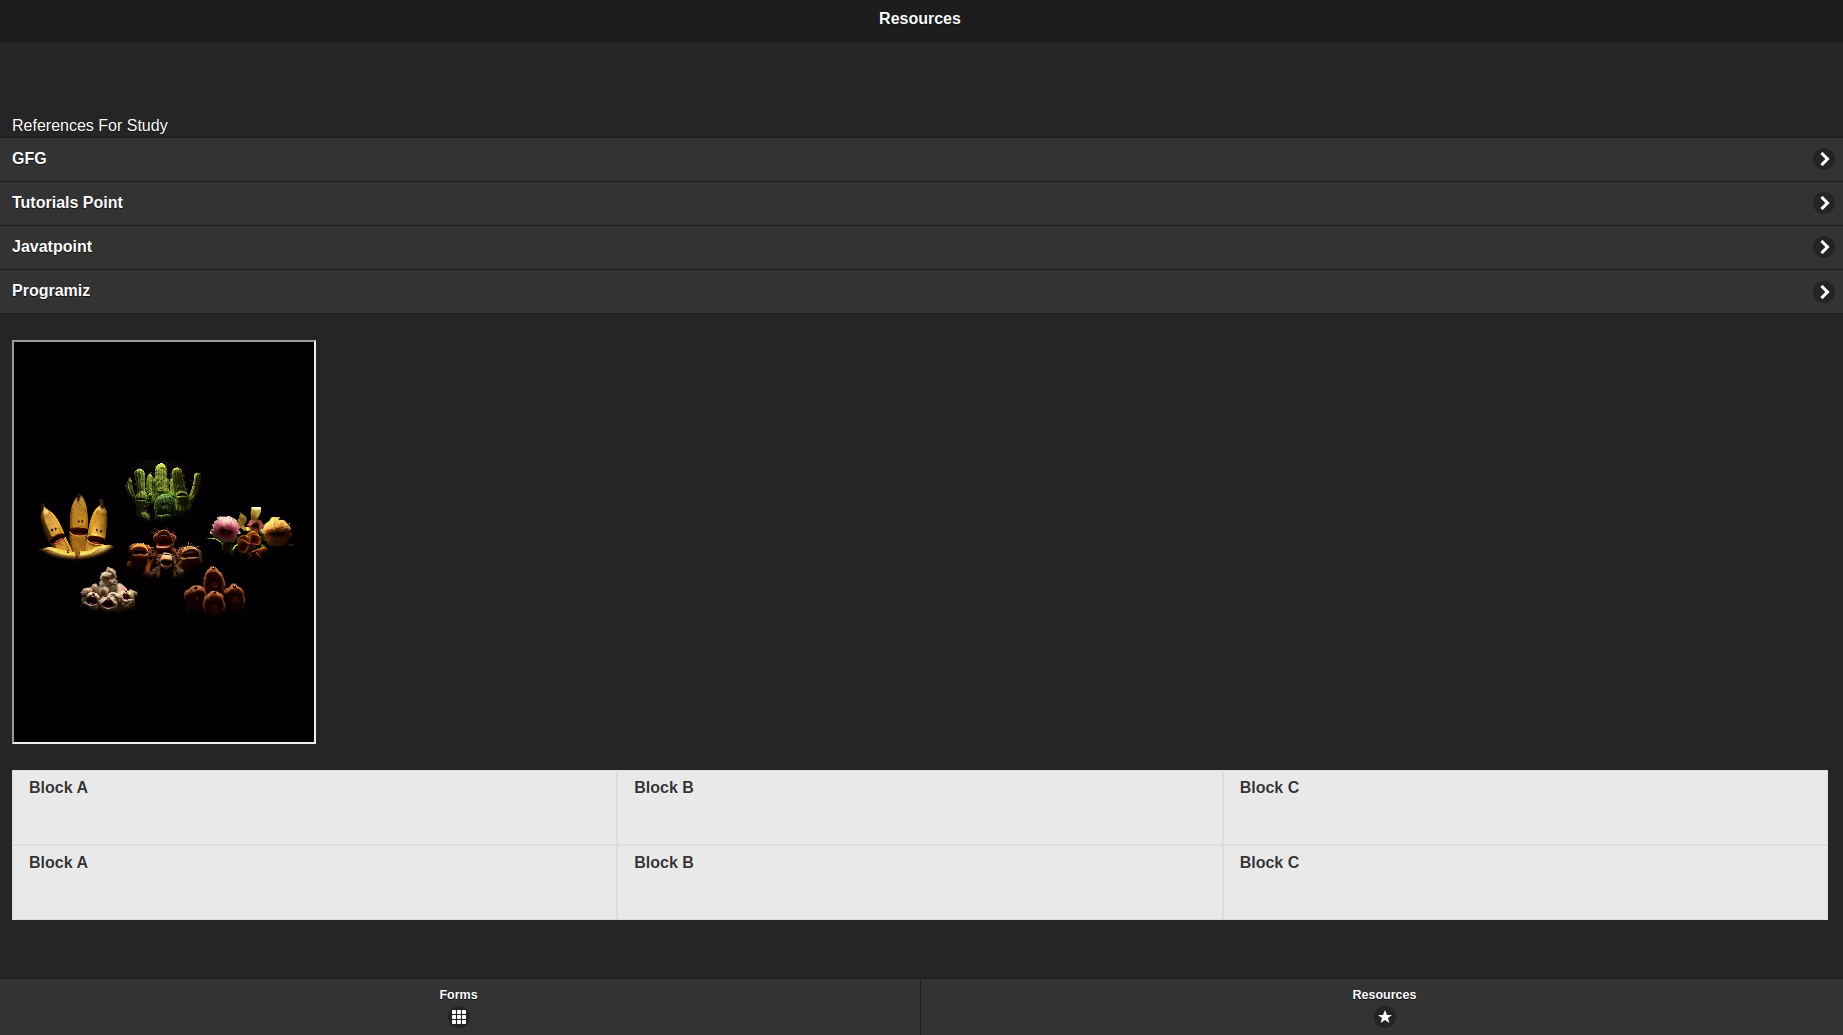 Resources
References For Study
GFG
Tutorials Point
Javatpoint
Programiz
Block A
Block B
Block C
Block A
Block B
Block C
Forms
Resources